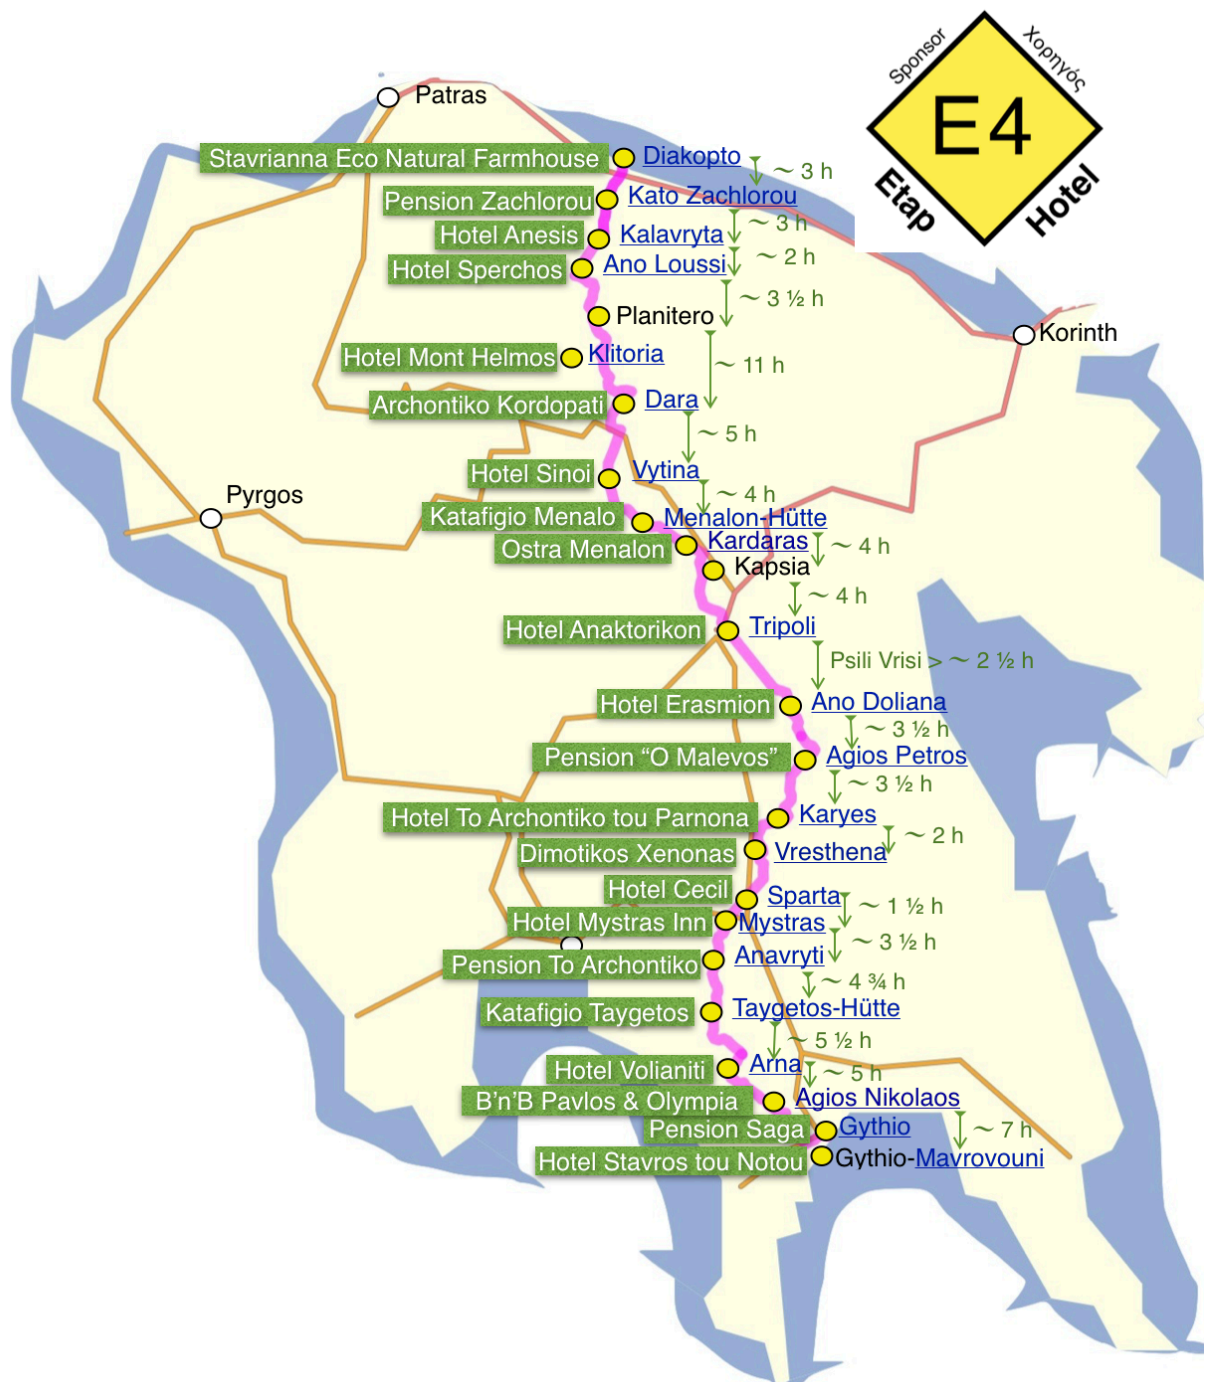 Sponsor
Χορηγός
E4
Etap
Hotel
Patras
Stavrianna Eco Natural Farmhouse
Diakopto
~ 3 h
Pension Zachlorou
Kato Zachlorou
~ 3 h
Hotel Anesis
Kalavryta
~ 2 h
Hotel Sperchos
Ano Loussi
~ 3 ½ h
Planitero
Korinth
Hotel Mont Helmos
Klitoria
~ 11 h
Archontiko Kordopati
Dara
~ 5 h
Hotel Sinoi
Vytina
~ 4 h
Pyrgos
Katafigio Menalo
Menalon-Hütte
Ostra Menalon
Kardaras
~ 4 h
Kapsia
~ 4 h
Hotel Anaktorikon
Tripoli
Psili Vrisi > ~ 2 ½ h
Hotel Erasmion
Ano Doliana
~ 3 ½ h
Pension “O Malevos”
Agios Petros
~ 3 ½ h
Hotel To Archontiko tou Parnona
Karyes
~ 2 h
Dimotikos Xenonas
Vresthena
Hotel Cecil
Sparta
~ 1 ½ h
Hotel Mystras Inn
Mystras
~ 3 ½ h
Pension To Archontiko
Anavryti
~ 4 ¾ h
Katafigio Taygetos
Taygetos-Hütte
~ 5 ½ h
Hotel Volianiti
Arna
~ 5 h
B’n’B Pavlos & Olympia
Agios Nikolaos
Pension Saga
Gythio
~ 7 h
Hotel Stavros tou Notou
Gythio-Mavrovouni